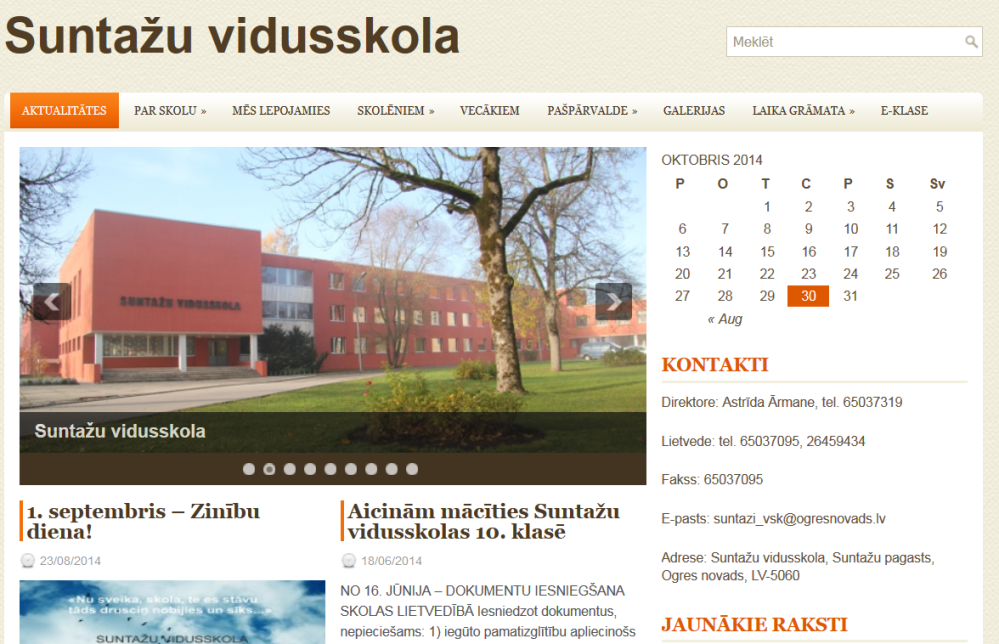 Suntažu vidusskola
Meklēt
AKTUALITĀTES PAR SKOLU » MĒS LEPOJAMIES SKOLĒNIEM » VECĀKIEM PAŠPĀRVALDE » GALERIJAS LAIKA GRĀMATA » E-KLASE
SUNTAŽU VIDUSSKOLA
Suntažu vidusskola
OKTOBRIS 2014
P O T C P S Sv
1 2 3 4 5
6 7 8 9 10 11 12
13 14 15 16 17 18 19
20 21 22 23 24 25 26
27 28 29 30 31
« Aug
KONTAKTI
Direktore: Astrīda Ārmane, tel. 65037319
Lietvede: tel. 65037095, 26459434
Fakss: 65037095
E-pasts: suntazi_vsk@ogresnovads.lv
Adrese: Suntažu vidusskola, Suntažu pagasts,
Ogres novads, LV-5060
JAUNĀKIE RAKSTI
1. septembris – Zinību
diena!
23/08/2014
«Nu sveika, skola, te es stāvu
tāds drusciņ nobijies un sīks...»
SUNTAŽU VIDUSSKOLA
Aicinām mācīties Suntažu
vidusskolas 10. klasē
18/06/2014
NO 16. JŪNIJA – DOKUMENTU IESNIEGŠANA
SKOLAS LIETVEDĪBĀ Iesniedzot dokumentus,
nepieciešams: 1) iegūto pamatizglītību apliecinošs